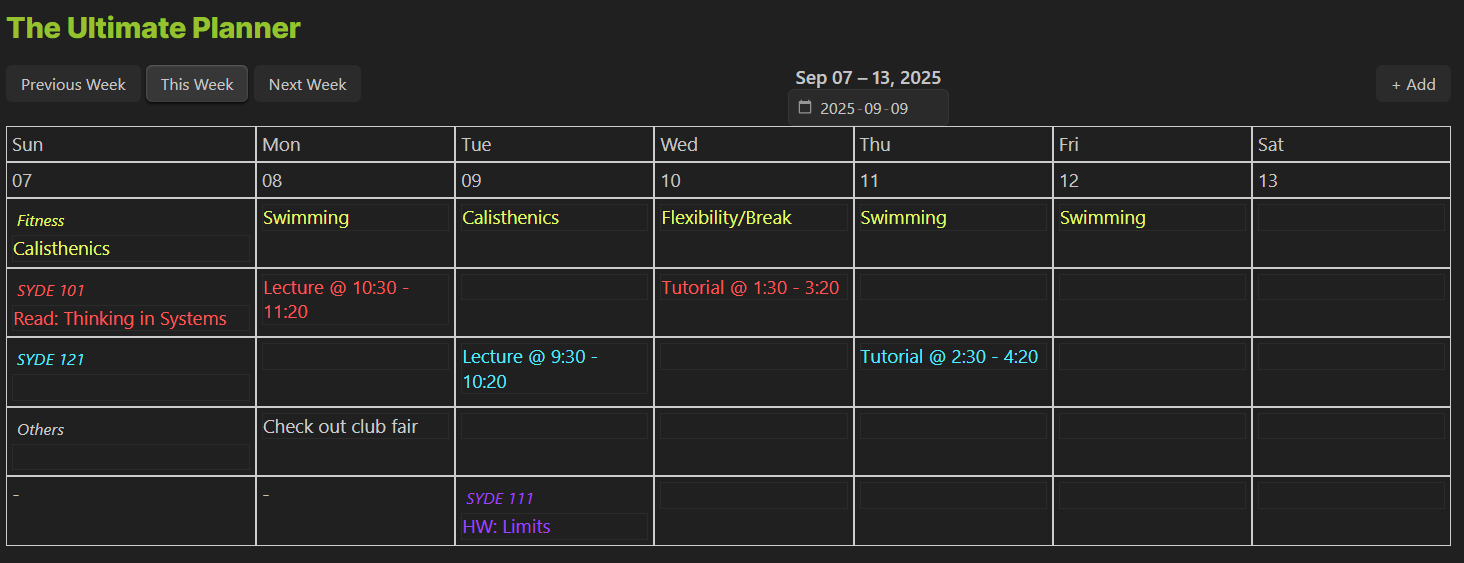 The Ultimate Planner
Previous Week
This Week
Next Week
Sep 07 – 13, 2025
2025-09-09
+ Add
Sun
Mon
Tue
Wed
Thu
Fri
Sat
07
08
09
10
11
12
13
Fitness
Calisthenics
Swimming
Calisthenics
Flexibility/Break
Swimming
Swimming
SYDE 101
Read: Thinking in Systems
Lecture @ 10:30 -
11:20
Tutorial @ 1:30 - 3:20
SYDE 121
Lecture @ 9:30 -
10:20
Tutorial @ 2:30 - 4:20
Others
Check out club fair
-
-
SYDE 111
HW: Limits